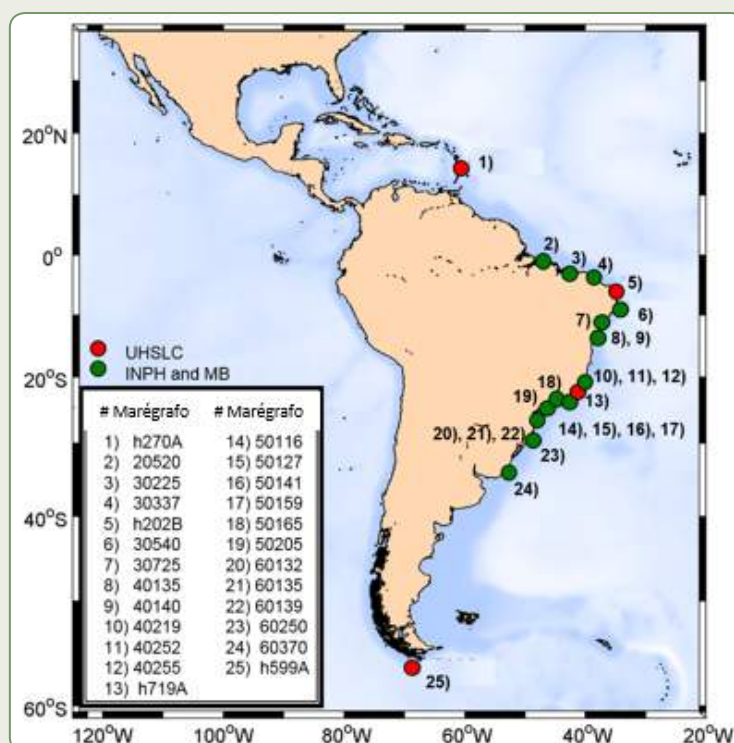 1)
20°N
2)
3)
4)
0°
5)
6)
7)
UHSLC
8), 9)
INPH and MB
10), 11), 12)
20°S
18)
# Marégrafo # Marégrafo
19)
13)
1) h270A 14) 50116
20), 21), 22)
14), 15), 16), 17)
2) 20520 15) 50127
23)
3) 30225 16) 50141
24)
4) 30337 17) 50159
5) h202B 18) 50165
40°S
6) 30540 19) 50205
7) 30725 20) 60132
8) 40135 21) 60135
9) 40140 22) 60139
10) 40219 23) 60250
11) 40252 24) 60370
12) 40255 25) h599A
13) h719A
25)
60°S
120°W 100°W 80°W 60°W 40°W 20°W